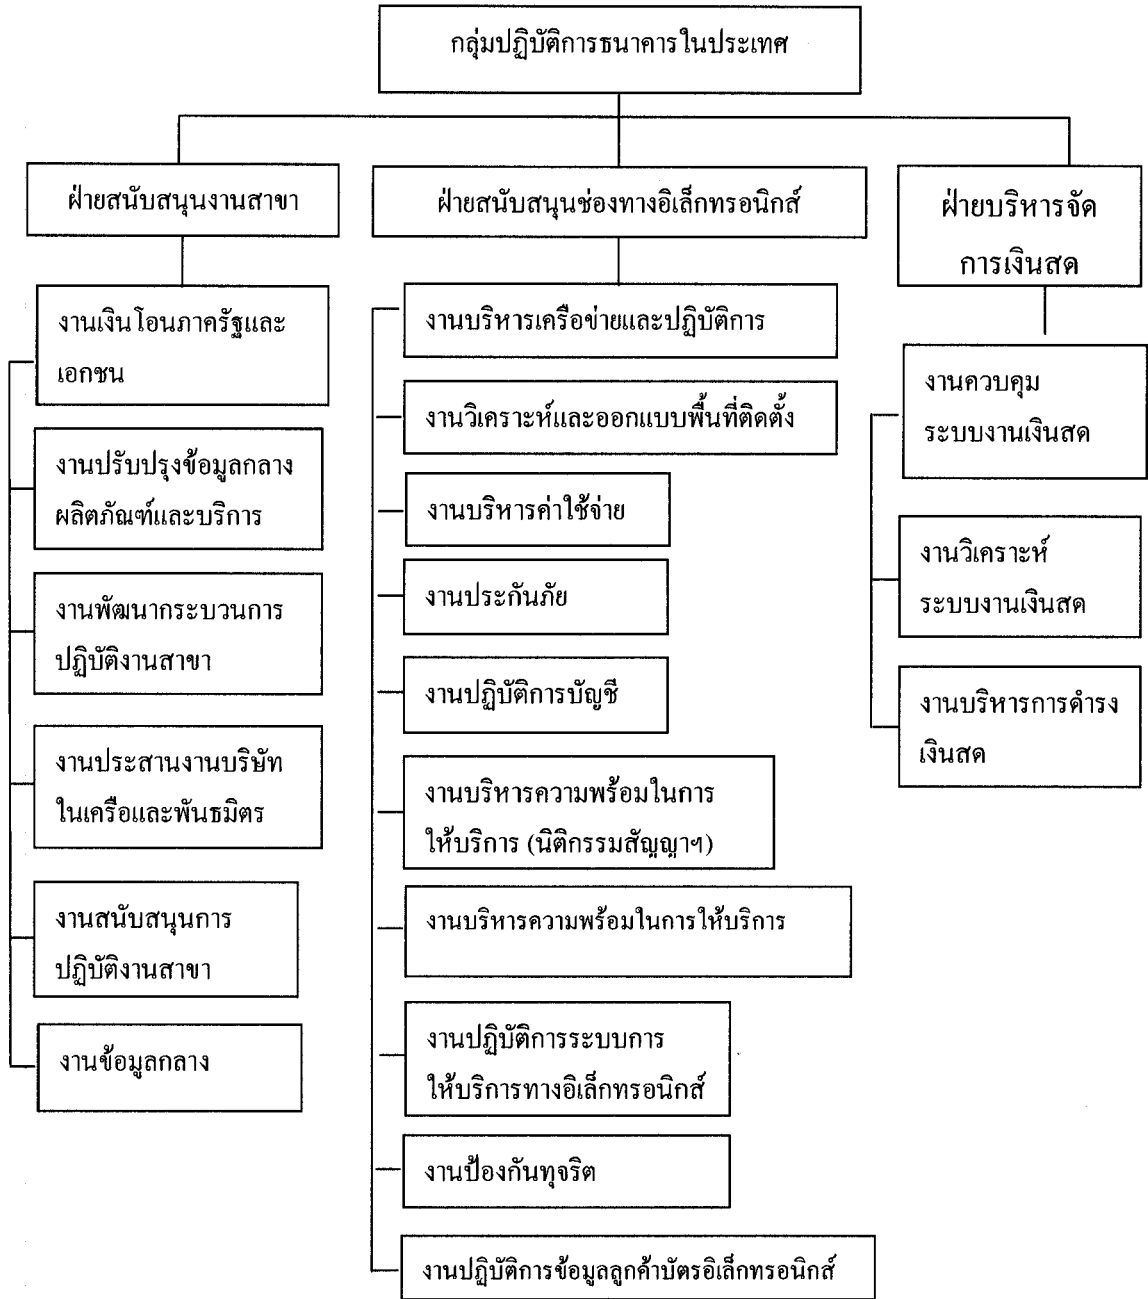 กลุ่มปฏิบัติการธนาคารในประเทศ
ฝ่ายสนับสนุนงานสาขา
งานเงินโอนภาครัฐและ
เอกชน
งานปรับปรุงข้อมูลกลาง
ผลิตภัณฑ์และบริการ
งานพัฒนากระบวนการ
ปฏิบัติงานสาขา
งานประสานงานบริษัท
ในเครือและพันธมิตร
งานสนับสนุนการ
ปฏิบัติงานสาขา
งานข้อมูลกลาง
ฝ่ายสนับสนุนช่องทางอิเล็กทรอนิกส์
งานบริหารเครือข่ายและปฏิบัติการ
งานวิเคราะห์และออกแบบพื้นที่ติดตั้ง
งานบริหารค่าใช้จ่าย
งานประกันภัย
งานปฏิบัติการบัญชี
งานบริหารความพร้อมในการ
ให้บริการ (นิติกรรมสัญญาฯ)
งานบริหารความพร้อมในการให้บริการ
งานปฏิบัติการระบบการ
ให้บริการทางอิเล็กทรอนิกส์
งานป้องกันทุจริต
งานปฏิบัติการข้อมูลลูกค้าบัตรอิเล็กทรอนิกส์
ฝ่ายบริหารจัด
การเงินสด
งานควบคุม
ระบบงานเงินสด
งานวิเคราะห์
ระบบงานเงินสด
งานบริหารการดำรง
เงินสด